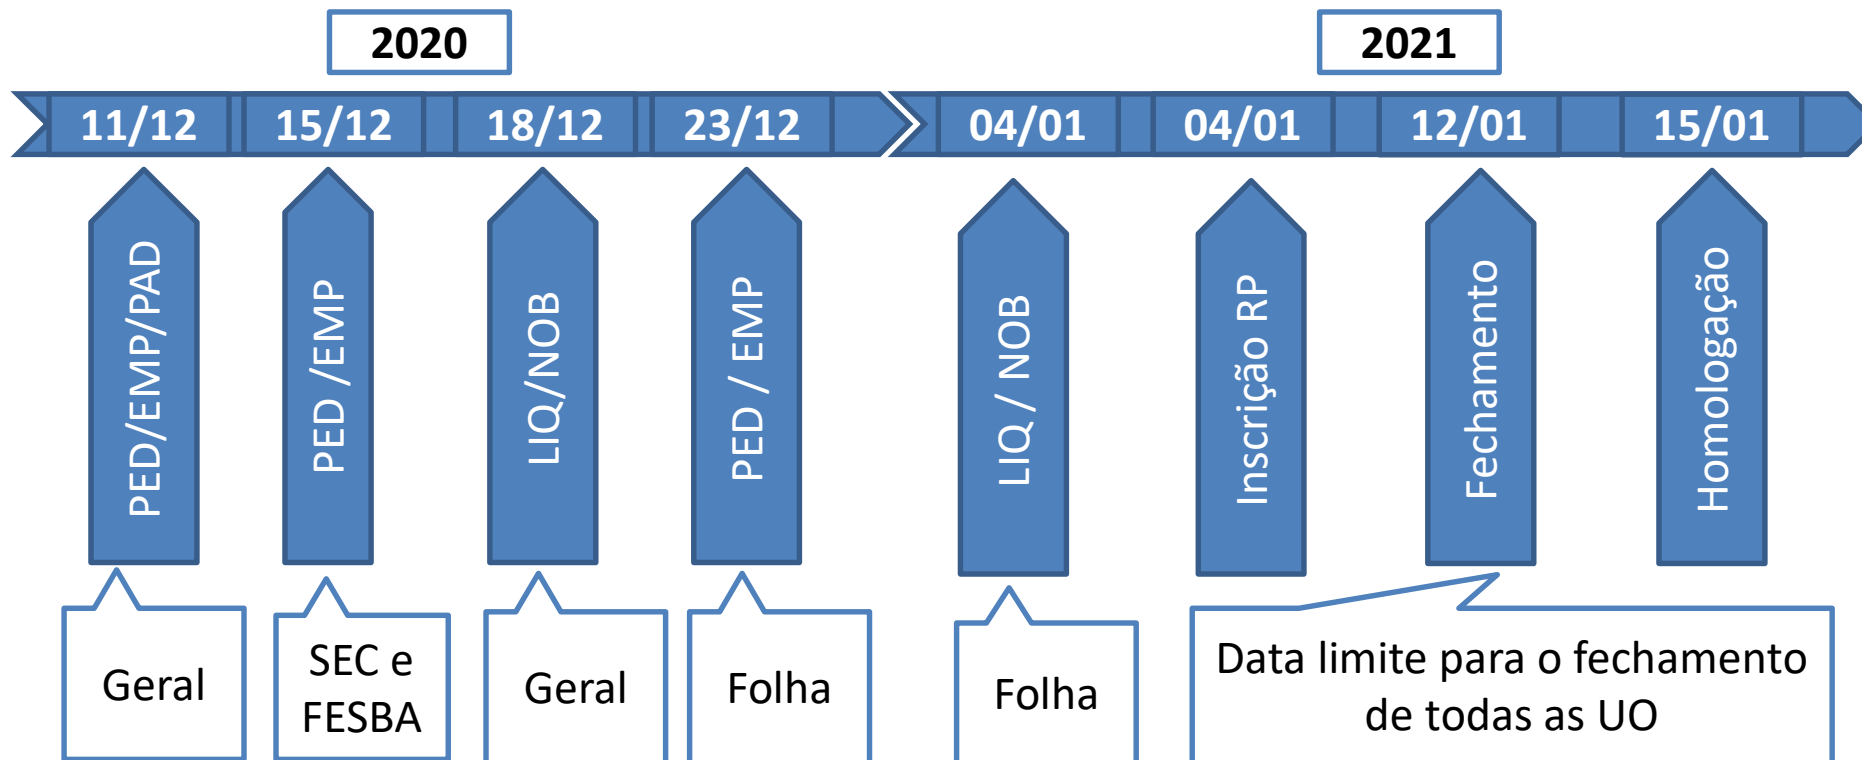 2020
2021
11/12
15/12
18/12
23/12
04/01
04/01
12/01
15/01
PED/EMP/PAD
PED /EMP
LIQ/NOB
PED / EMP
LIQ / NOB
Inscrição RP
Fechamento
Homologação
Geral
SEC e
FESBA
Geral
Folha
Folha
Data limite para o fechamento
de todas as UO